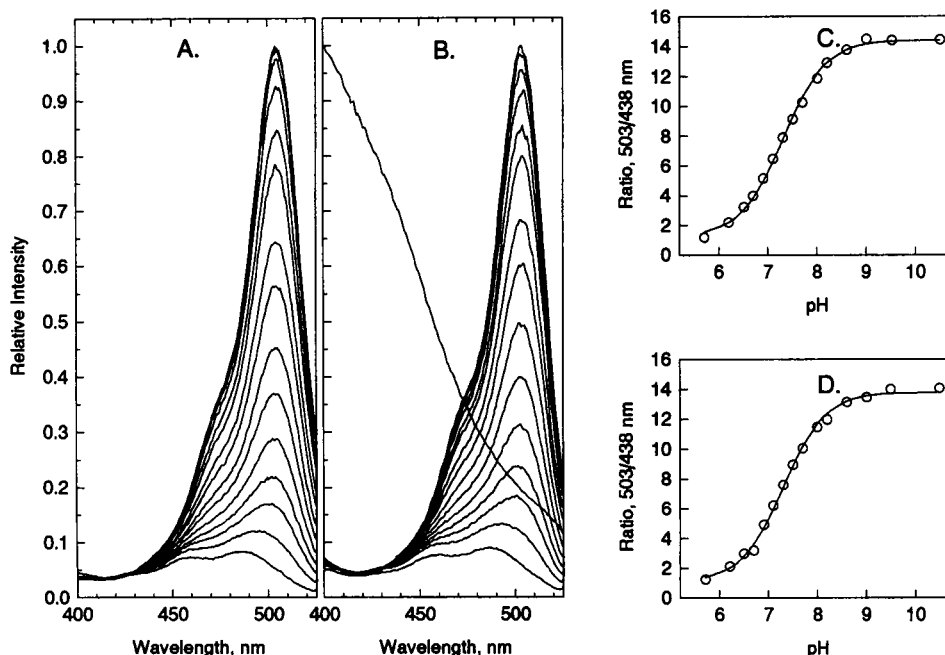 A.
1.0
0.9
0.8
0.7
0.6
0.5
0.4
0.3
0.2
0.1
0.0
Relative Intensity
400 450 500
Wavelength, nm
B.
400 450 500
Wavelength, nm
C.
16
14
12
10
8
6
4
2
0
Ratio, 503/438 nm
6 7 8 9 10
pH
D.
16
14
12
10
8
6
4
2
0
Ratio, 503/438 nm
6 7 8 9 10
pH